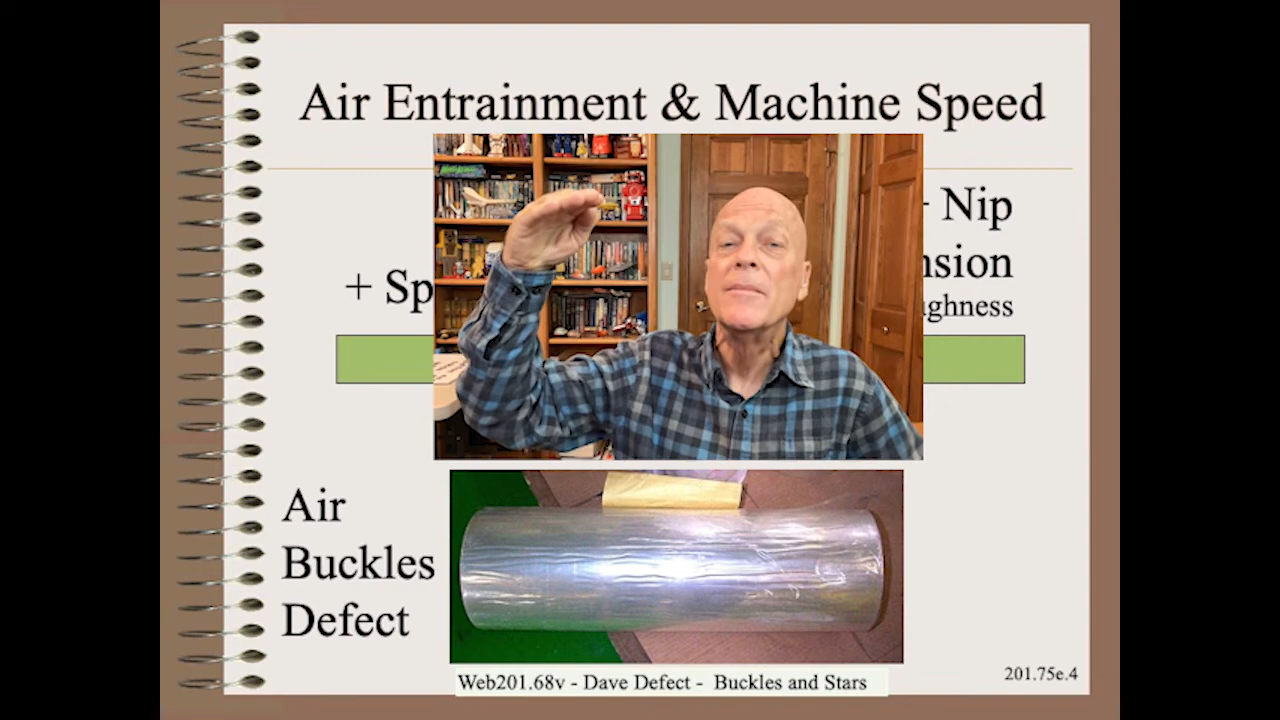 Air Entrainment & Machine Speed
Nip
+ Sp
nsion
ughness
Air
Buckles
Defect
Web201.68v - Dave Defect - Buckles and Stars
201.75e.4